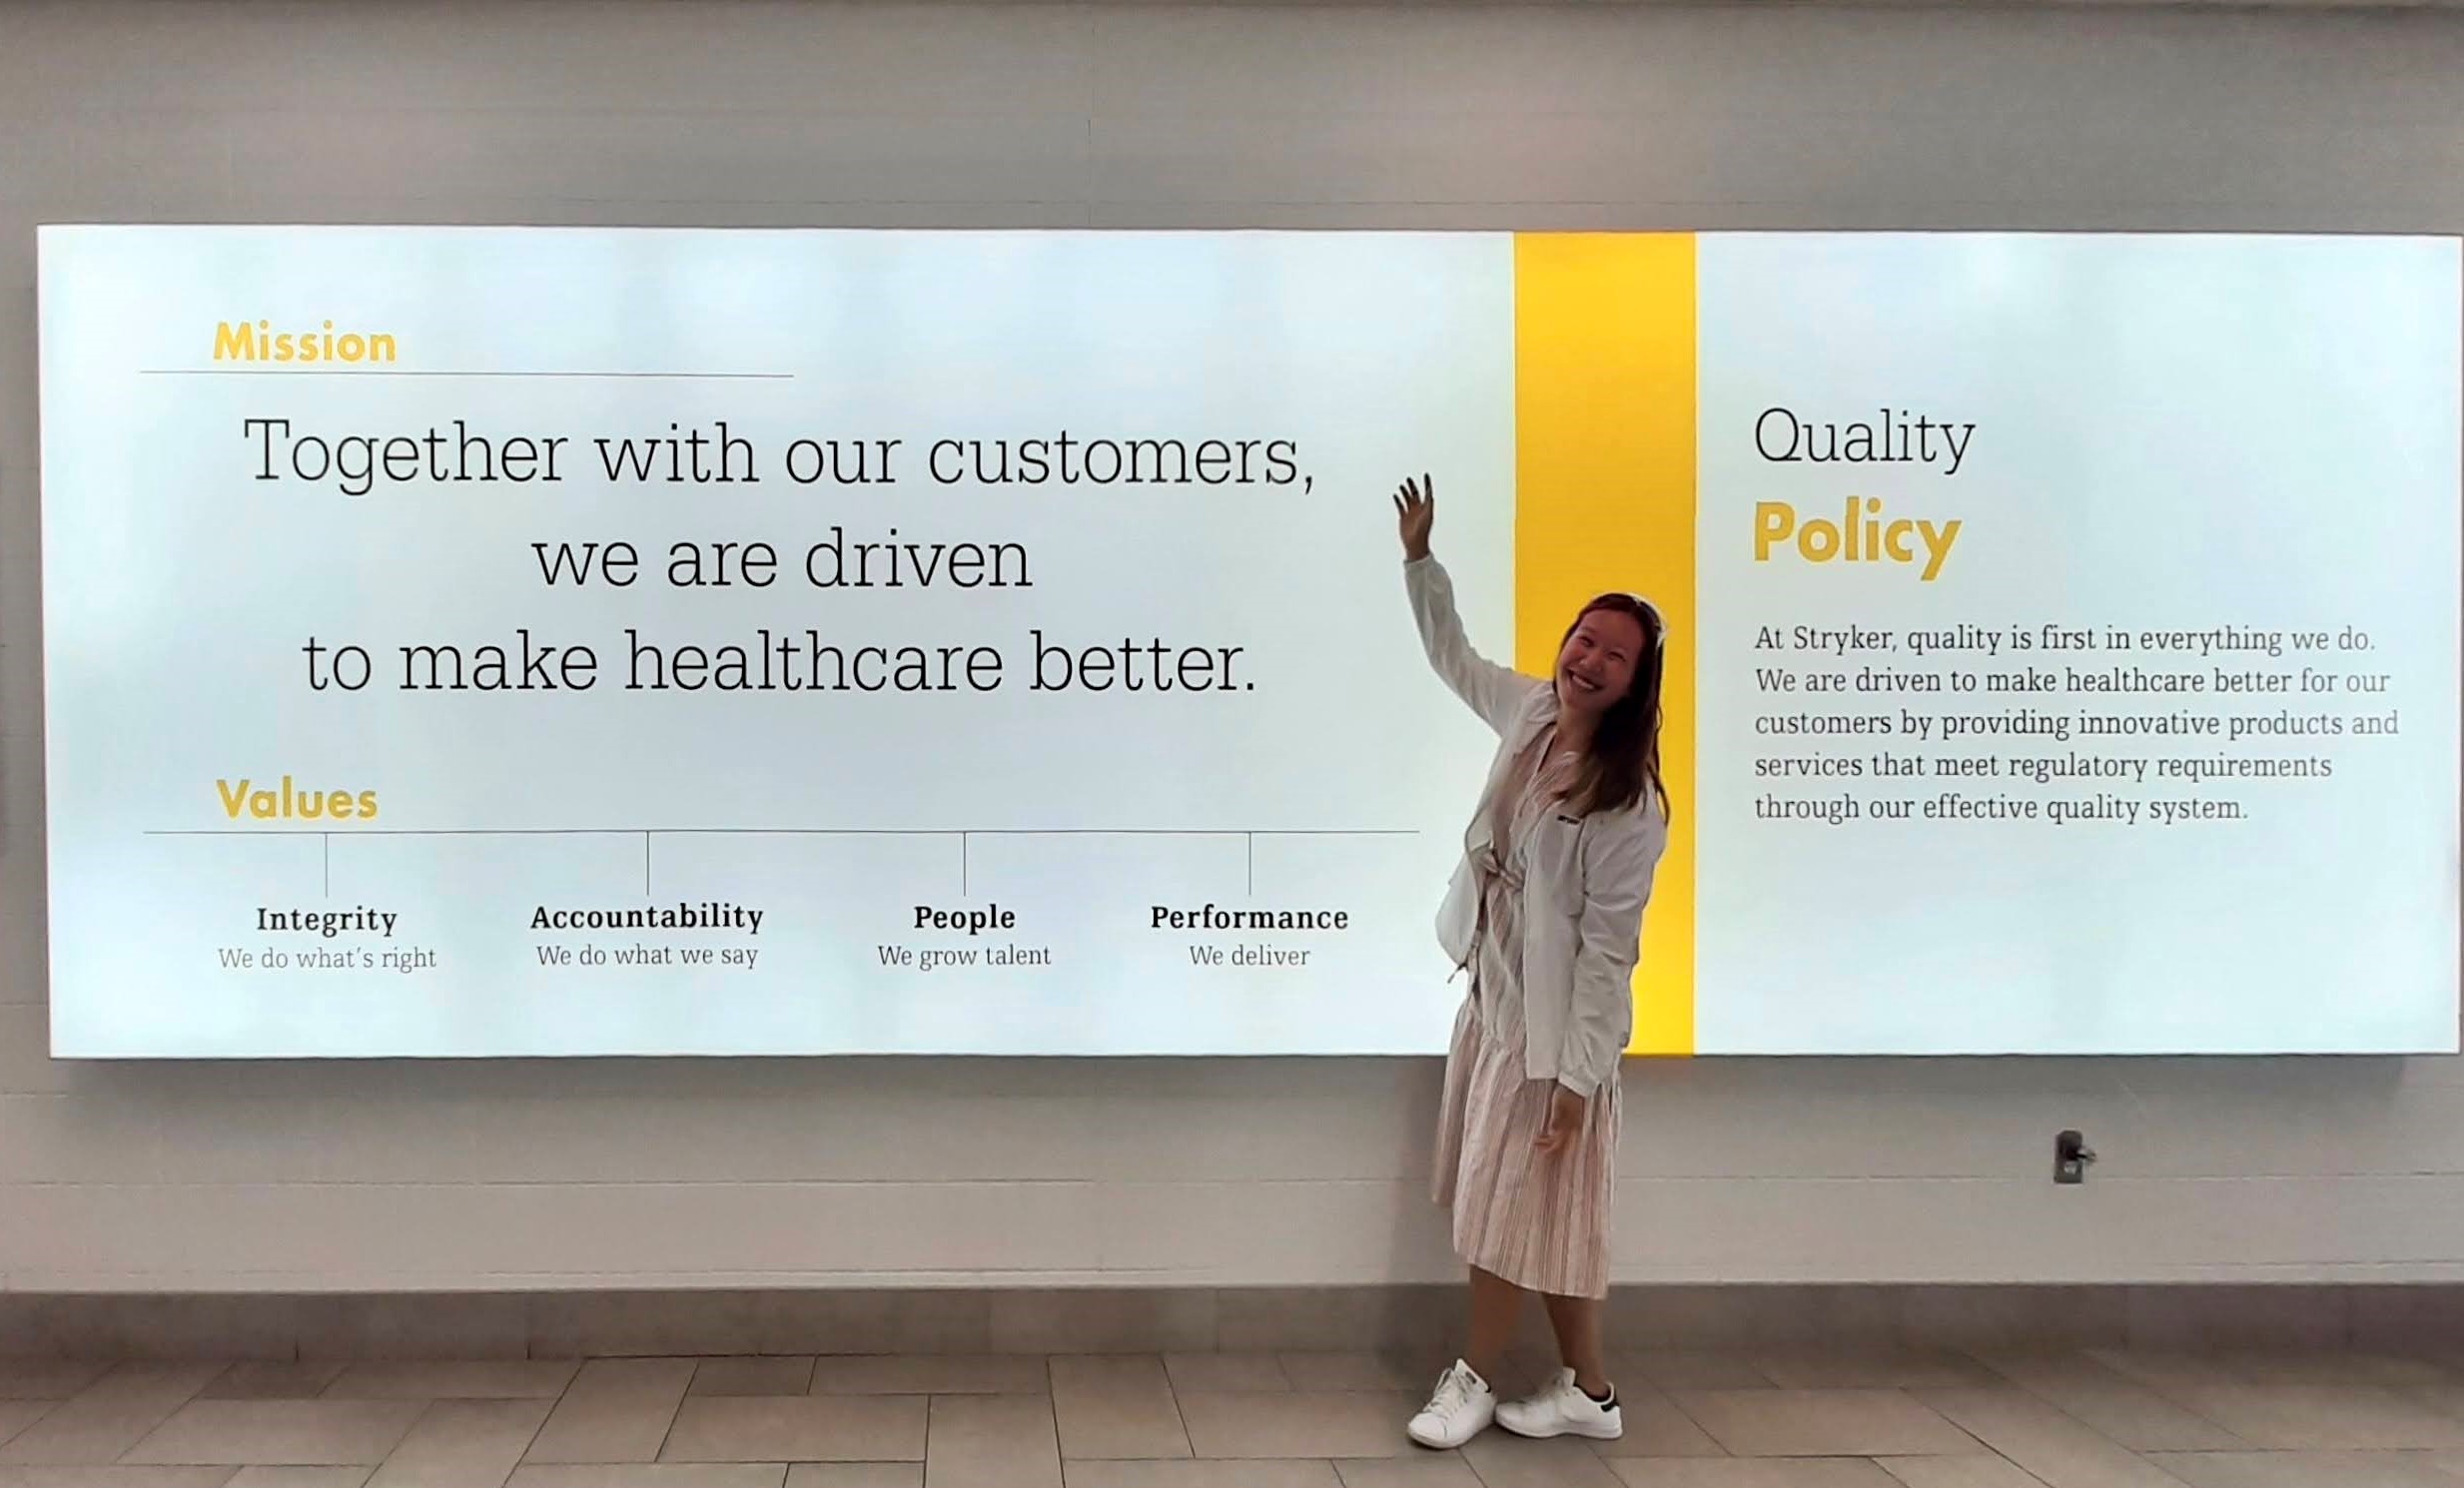 Mission
Together with our customers,
we are driven
to make healthcare better.
Values
Integrity
We do what's right
Accountability
We do what we say
People
We grow talent
Performance
We deliver
Quality
Policy
At Stryker, quality is first in everything we do.
We are driven to make healthcare better for our
customers by providing innovative products and
services that meet regulatory requirements
through our effective quality system.